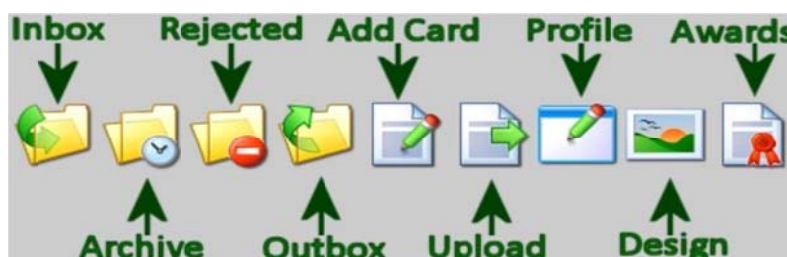 Inbox Rejected Add Card Profile Awards
Archive Outbox Upload Design